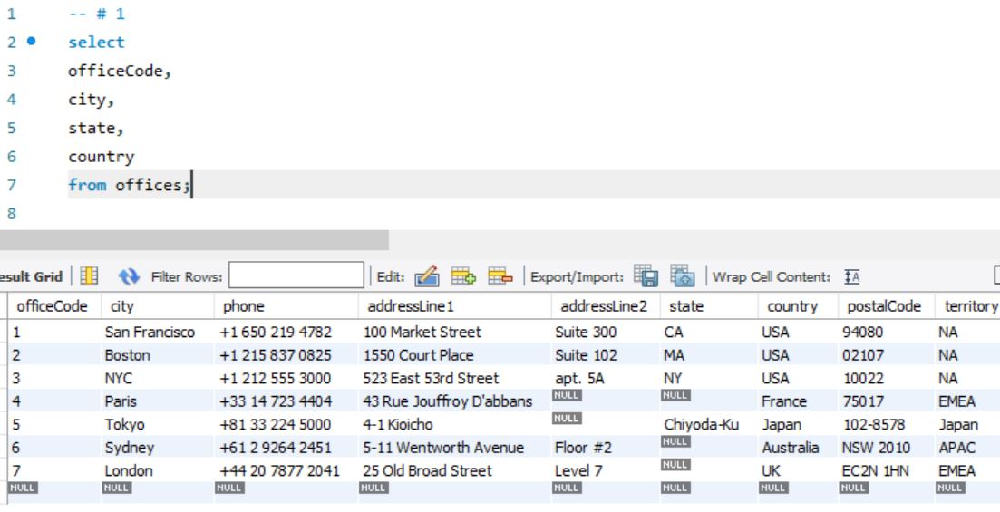 1 -- # 1
2 select
3 officeCode,
4 city,
5 state,
6 country
7 from offices;
8
esult Grid Filter Rows: Edit: Export/Import: Wrap Cell Content: IA
officeCode city phone addressLine1 addressLine2 state country postalCode territory
1 San Francisco +1 650 219 4782 100 Market Street Suite 300 CA USA 94080 NA
2 Boston +1 215 837 0825 1550 Court Place Suite 102 MA USA 02107 NA
3 NYC +1 212 555 3000 523 East 53rd Street apt. 5A NY USA 10022 NA
4 Paris +33 14 723 4404 43 Rue Jouffroy D'abbans NULL NULL France 75017 EMEA
5 Tokyo +81 33 224 5000 4-1 Kioicho NULL Chiyoda-Ku Japan 102-8578 Japan
6 Sydney +61 2 9264 2451 5-11 Wentworth Avenue Floor #2 NULL Australia NSW 2010 APAC
7 London +44 20 7877 2041 25 Old Broad Street Level 7 NULL UK EC2N 1HN EMEA
NULL NULL NULL NULL NULL NULL NULL NULL NULL